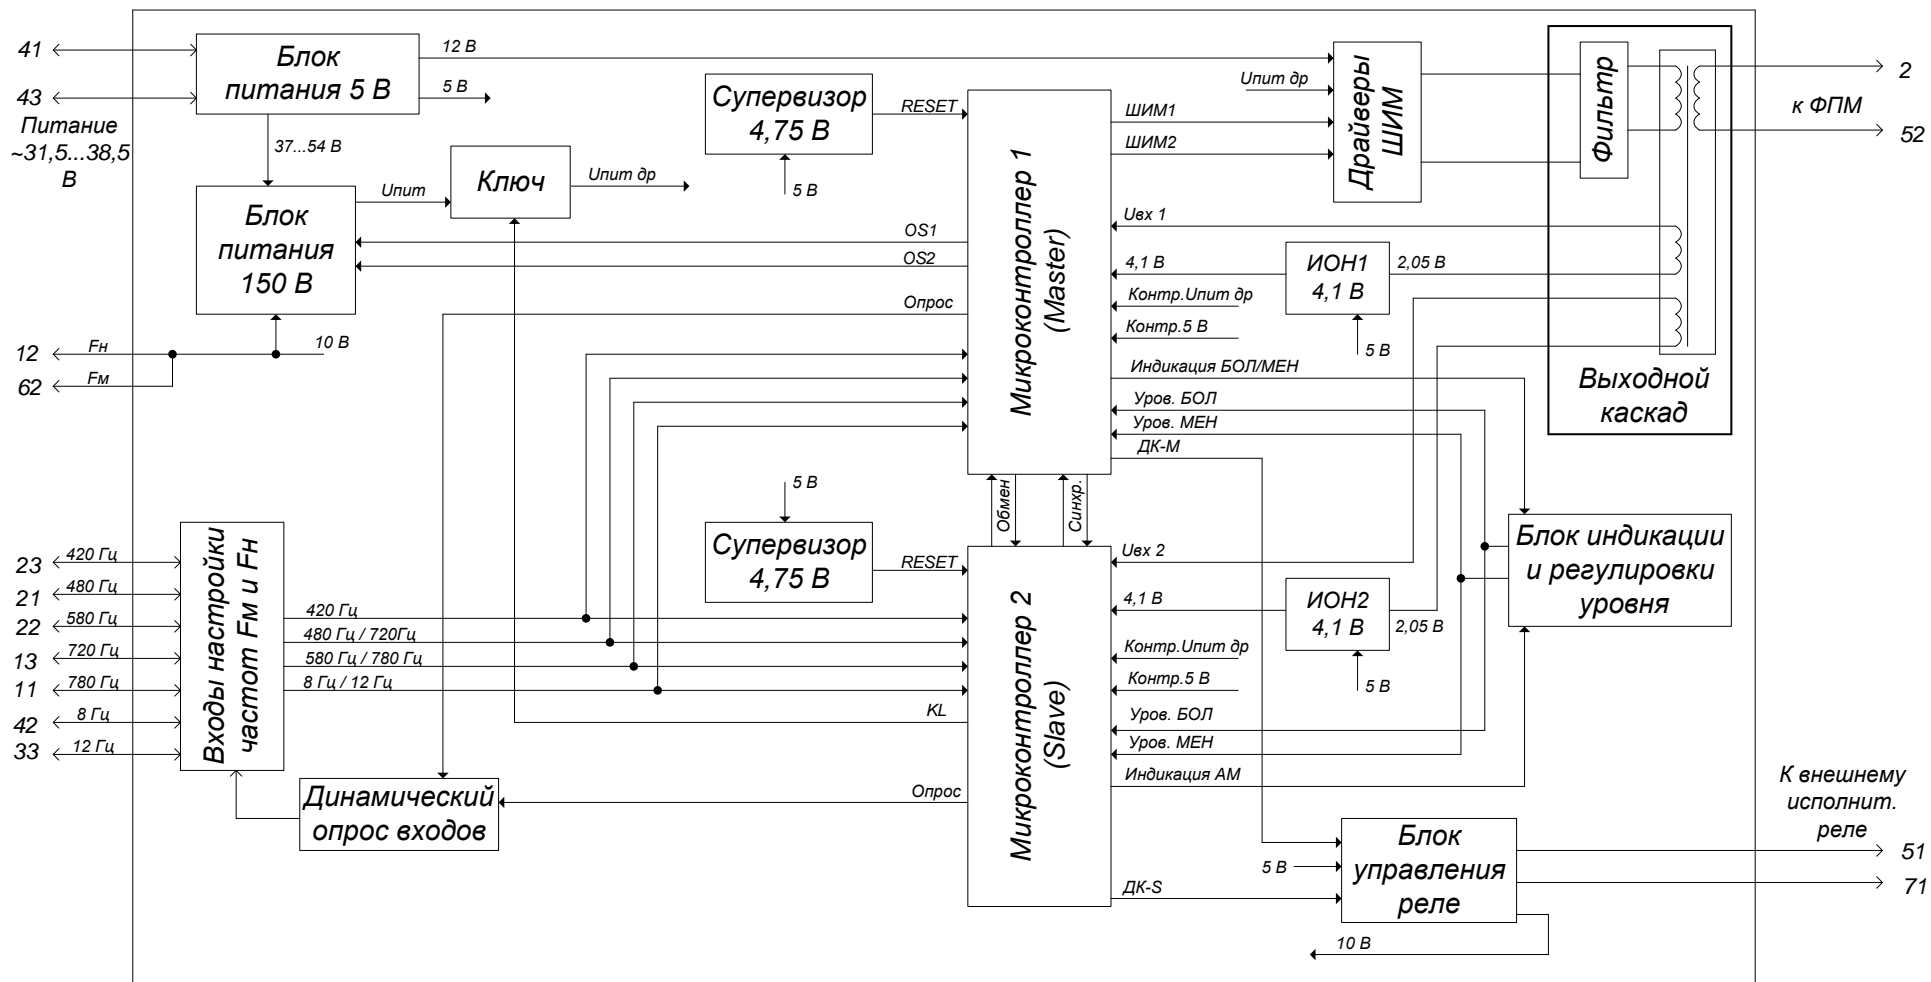 41
43
Питание
~31,5...38,5
В
Блок
питания 5 В
12 В
5 В
37...54 В
Блок
питания
150 В
Uпит
Ключ
Uпит др
Супервизор
4,75 В
RESET
5 В
OS1
OS2
Опрос
12
Fн
10 В
62
Fм
Микроконтроллер 1
(Master)
ШИМ1
ШИМ2
Uпит др
Драйверы
ШИМ
Фильтр
2
к ФПМ
52
Uвх 1
4,1 В
ИОН1
4,1 В
2,05 В
5 В
Контр.Uпит др
Контр.5 В
Индикация БОЛ/МЕН
Уров. БОЛ
Уров. МЕН
ДК-М
Выходной
каскад
Обмен
Синхр.
5 В
Супервизор
4,75 В
RESET
23
420 Гц
21
480 Гц
22
580 Гц
13
720 Гц
11
780 Гц
42
8 Гц
33
12 Гц
Входы настройки
частот Fм и Fн
420 Гц
480 Гц / 720Гц
580 Гц / 780 Гц
8 Гц / 12 Гц
KL
Динамический
опрос входов
Опрос
Микроконтроллер 2
(Slave)
Uвх 2
4,1 В
ИОН2
4,1 В
2,05 В
5 В
Контр.Uпит др
Контр.5 В
Уров. БОЛ
Уров. МЕН
Индикация АМ
ДК-S
Блок индикации
и регулировки
уровня
Блок
управления
реле
5 В
10 В
К внешнему
исполнит.
реле
51
71